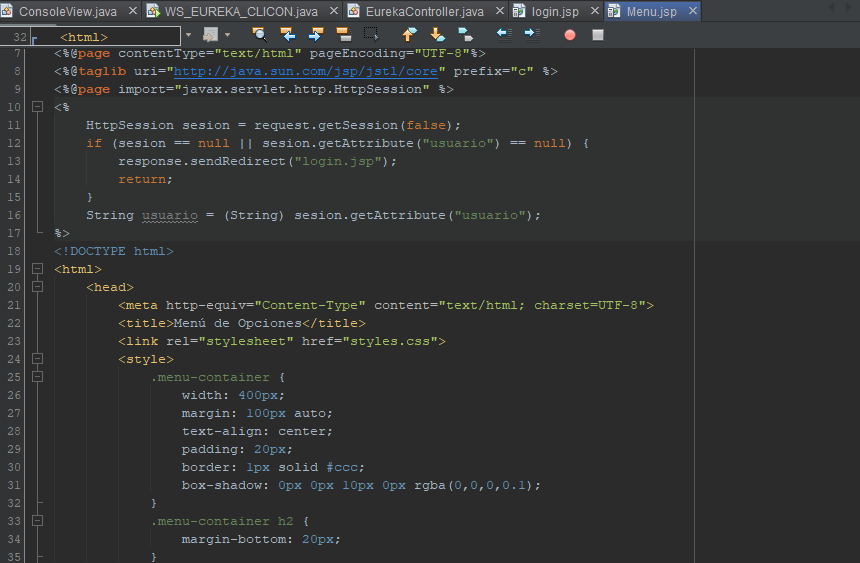 ConsoleView.java WS_EUREKA_CLICON.java EurekaController.java login.jsp Menu.jsp
32 <html>
7 <%@page contentType="text/html" pageEncoding="UTF-8"%>
8 <%@taglib uri="http://java.sun.com/jsp/jstl/core" prefix="c" %>
9 <%@page import="javax.servlet.http.HttpSession" %>
10 <%
11 HttpSession sesion = request.getSession(false);
12 if (sesion == null || sesion.getAttribute("usuario") == null) {
13 response.sendRedirect("login.jsp");
14 return;
15 }
16 String usuario = (String) sesion.getAttribute("usuario");
17 %>
18 <!DOCTYPE html>
19 <html>
20 <head>
21 <meta http-equiv="Content-Type" content="text/html; charset=UTF-8">
22 <title>Menú de Opciones</title>
23 <link rel="stylesheet" href="styles.css">
24 <style>
25 .menu-container {
26 width: 400px;
27 margin: 100px auto;
28 text-align: center;
29 padding: 20px;
30 border: 1px solid #ccc;
31 box-shadow: 0px 0px 10px 0px rgba(0,0,0,0.1);
32 }
33 .menu-container h2 {
34 margin-bottom: 20px;
35 }